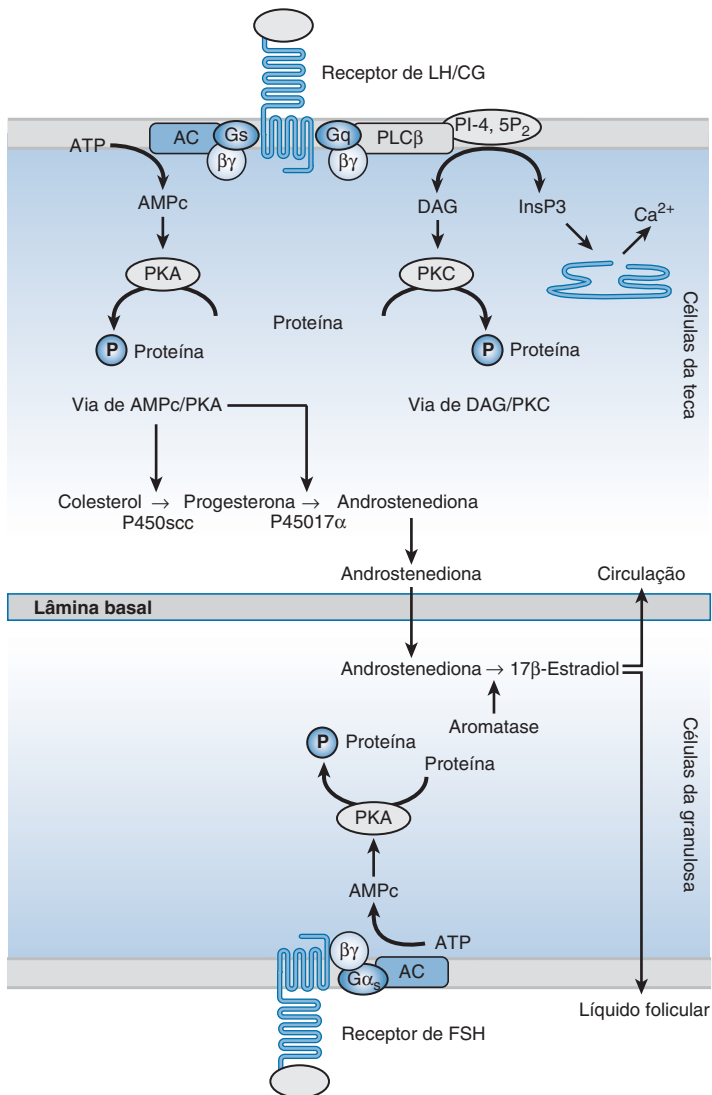 Receptor de LH/CG
ATP
AC
Gs
βγ
Gq
βγ
PLCβ
PI-4, 5P2
AMPc
DAG
InsP3
Ca2+
PKA
PKC
Proteína
P Proteína
P Proteína
Células da teca
Via de AMPc/PKA
Via de DAG/PKC
Colesterol → Progesterona → Androstenediona
P450scc
P45017α
Androstenediona
Circulação
Lâmina basal
Androstenediona → 17β-Estradiol
Aromatase
P Proteína
Proteína
PKA
Células da granulosa
AMPc
ATP
βγ
Gαs
AC
Líquido folicular
Receptor de FSH